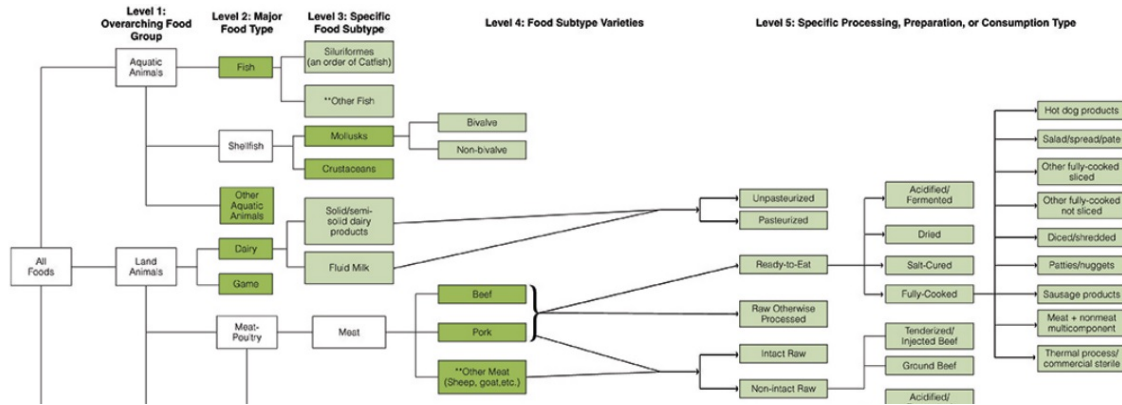 Level 1:
Overarching Food
Group
Level 2: Major
Food Type
Level 3: Specific
Food Subtype
Level 4: Food Subtype Varieties
Level 5: Specific Processing, Preparation, or Consumption Type
Aquatic
Animals
Fish
Siluriformes
(an order of Catfish)
**Other Fish
Shellfish
Mollusks
Crustaceans
Bivalve
Non-bivalve
Other
Aquatic
Animals
All
Foods
Land
Animals
Dairy
Game
Solid/semi-
solid dairy
products
Fluid Milk
Unpasteurized
Pasteurized
Meat-
Poultry
Meat
Beef
Pork
**Other Meat
(Sheep, goat,etc.)
Ready-to-Eat
Raw Otherwise
Processed
Intact Raw
Non-intact Raw
Acidified/
Fermented
Dried
Salt-Cured
Fully-Cooked
Tenderized/
Injected Beef
Ground Beef
Acidified/
Hot dog products
Salad/spread/pate
Other fully-cooked
sliced
Other fully-cooked
not sliced
Diced/shredded
Patties/nuggets
Sausage products
Meat + nonmeat
multicomponent
Thermal process/
commercial sterile